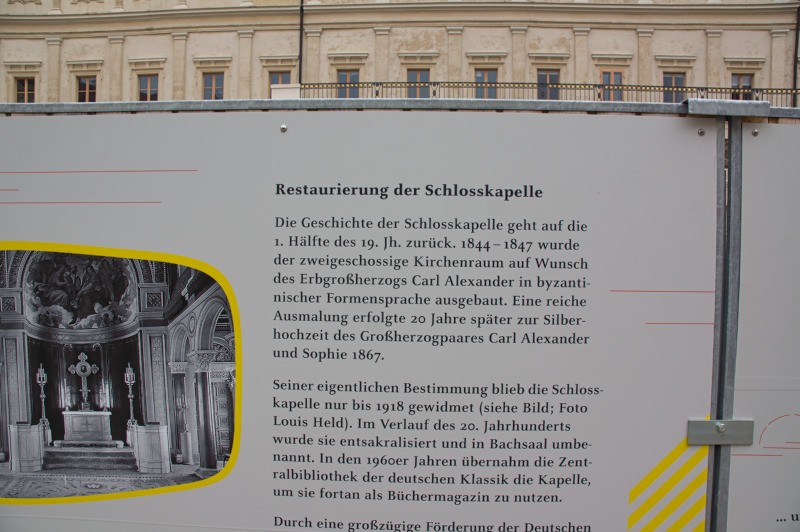 Restaurierung der Schlosskapelle
Die Geschichte der Schlosskapelle geht auf die
1. Hälfte des 19. Jh. zurück. 1844 – 1847 wurde
der zweigeschossige Kirchenraum auf Wunsch
des Erbgroßherzogs Carl Alexander in byzanti-
nischer Formensprache ausgebaut. Eine reiche
Ausmalung erfolgte 20 Jahre später zur Silber-
hochzeit des Großherzogpaares Carl Alexander
und Sophie 1867.
Seiner eigentlichen Bestimmung blieb die Schloss-
kapelle nur bis 1918 gewidmet (siehe Bild; Foto
Louis Held). Im Verlauf des 20. Jahrhunderts
wurde sie entsakralisiert und in Bachsaal umbe-
nannt. In den 1960er Jahren übernahm die Zent-
ralbibliothek der deutschen Klassik die Kapelle,
um sie fortan als Büchermagazin zu nutzen.
Durch eine großzügige Förderung der Deutschen
... u